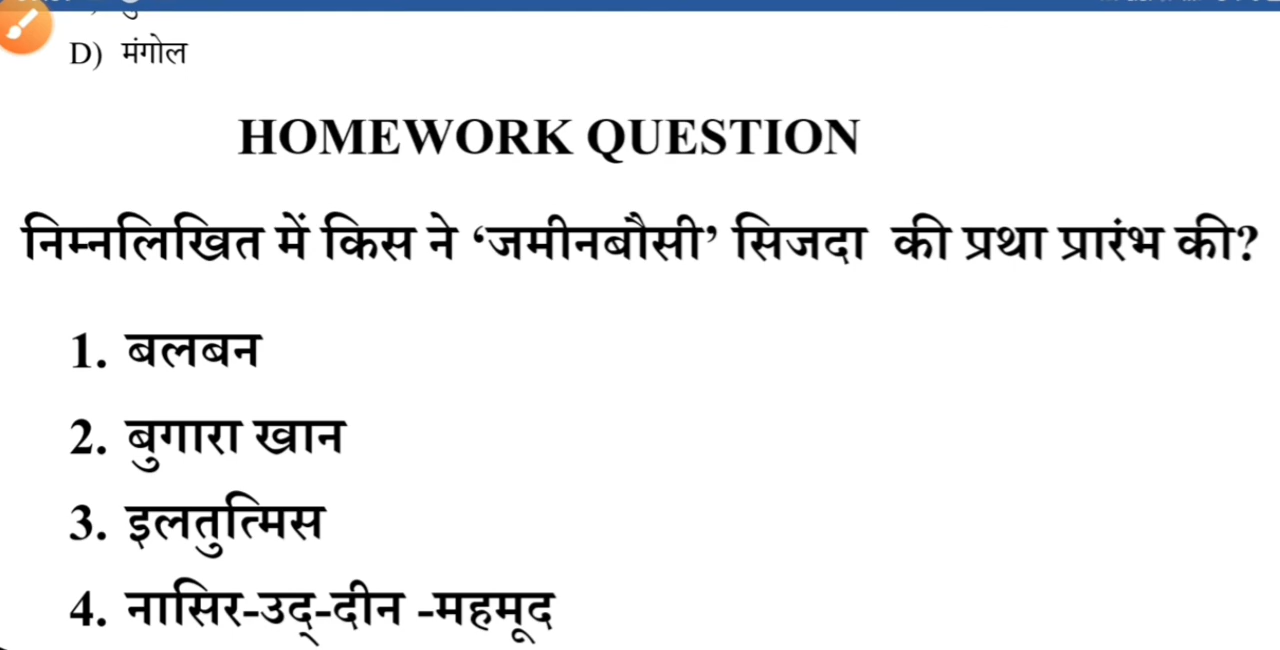 D) मंगोल
HOMEWORK QUESTION
निम्नलिखित में किस ने ‘जमीनबौसी’ सिजदा की प्रथा प्रारंभ की?
1. बलबन
2. बुगारा खान
3. इलतुत्मिस
4. नासिर-उद्-दीन -महमूद